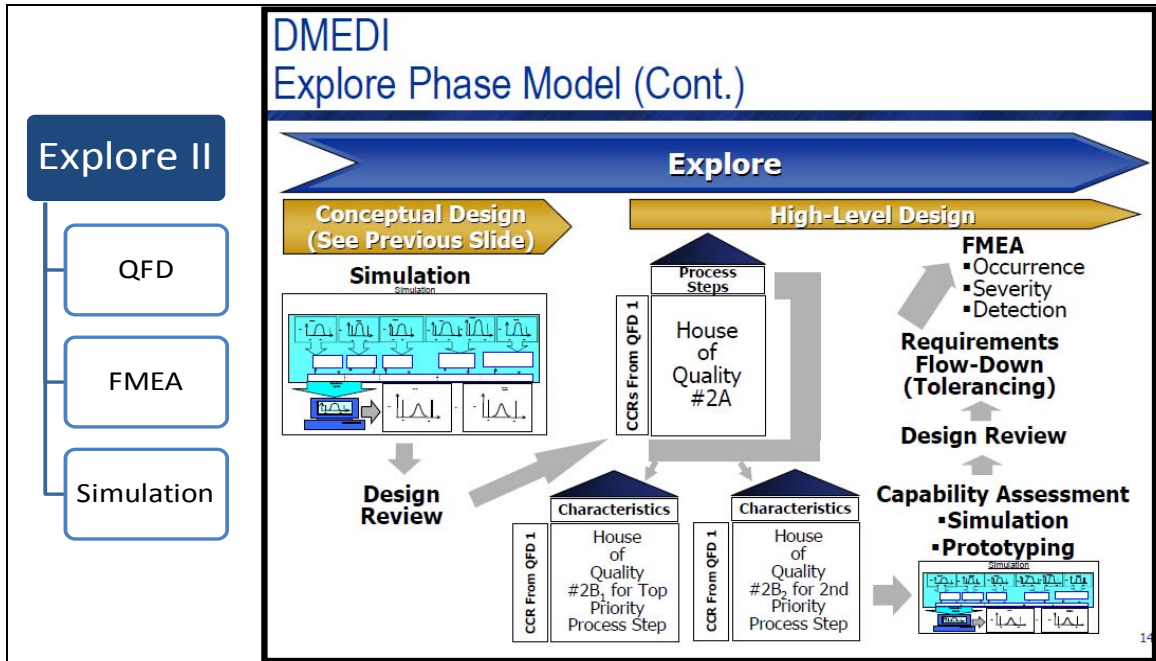 Explore II
QFD
FMEA
Simulation
DMEDI
Explore Phase Model (Cont.)
Explore
Conceptual Design
(See Previous Slide)
High-Level Design
Simulation
Simulation
Design
Review
Process
Steps
CCRs From QFD 1
House
of
Quality
#2A
Characteristics
CCR From QFD 1
House
of
Quality
#2B₁ for Top
Priority
Process Step
Characteristics
CCR From QFD 1
House
of
Quality
#2B₂ for 2nd
Priority
Process Step
FMEA
▪Occurrence
▪Severity
▪Detection
Requirements
Flow-Down
(Tolerancing)
Design Review
Capability Assessment
▪Simulation
▪Prototyping
Simulation
14